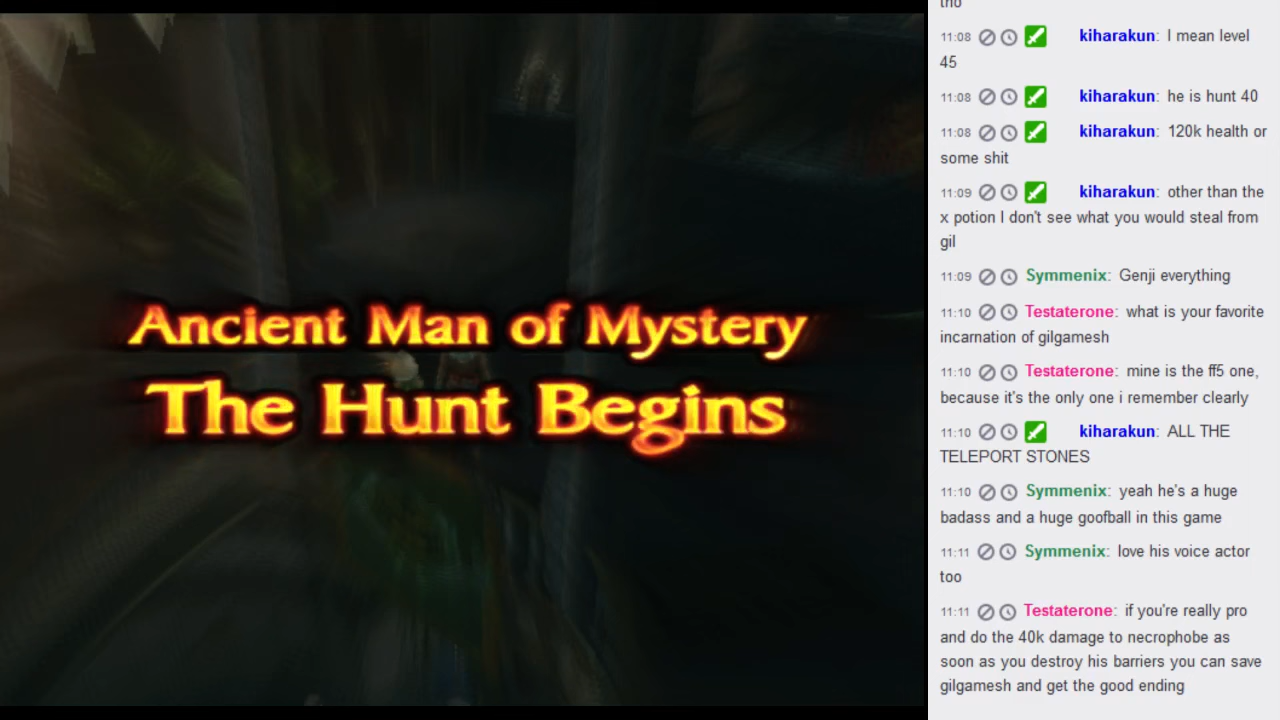 Ancient Man of Mystery
The Hunt Begins
tho
11:08 kiharakun: I mean level
45
11:08 kiharakun: he is hunt 40
11:08 kiharakun: 120k health or
some shit
11:09 kiharakun: other than the
x potion I don't see what you would steal from
gil
11:09 Symmenix: Genji everything
11:10 Testaterone: what is your favorite
incarnation of gilgamesh
11:10 Testaterone: mine is the ff5 one,
because it's the only one i remember clearly
11:10 kiharakun: ALL THE
TELEPORT STONES
11:10 Symmenix: yeah he's a huge
badass and a huge goofball in this game
11:11 Symmenix: love his voice actor
too
11:11 Testaterone: if you're really pro
and do the 40k damage to necrophobe as
soon as you destroy his barriers you can save
gilgamesh and get the good ending